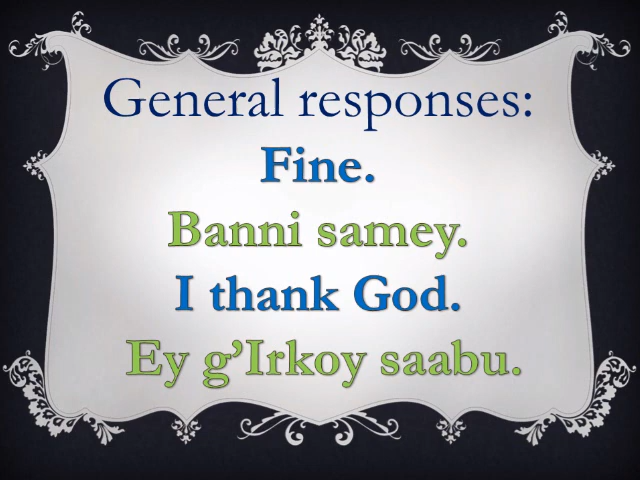 General responses:
Fine.
Banni samey.
I thank God.
Ey g’Irkoy saabu.